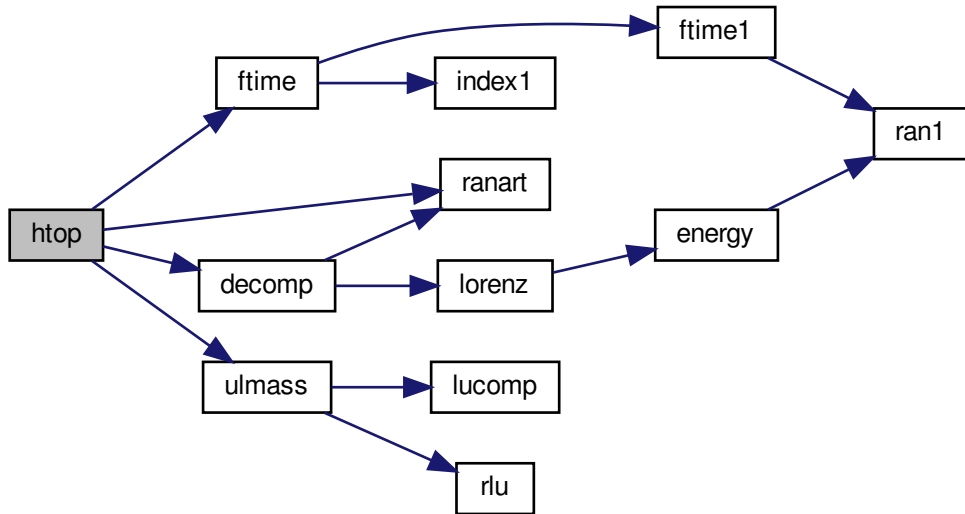 ftime1
ftime
index1
ran1
ranart
htop
energy
decomp
lorenz
ulmass
lucomp
rlu